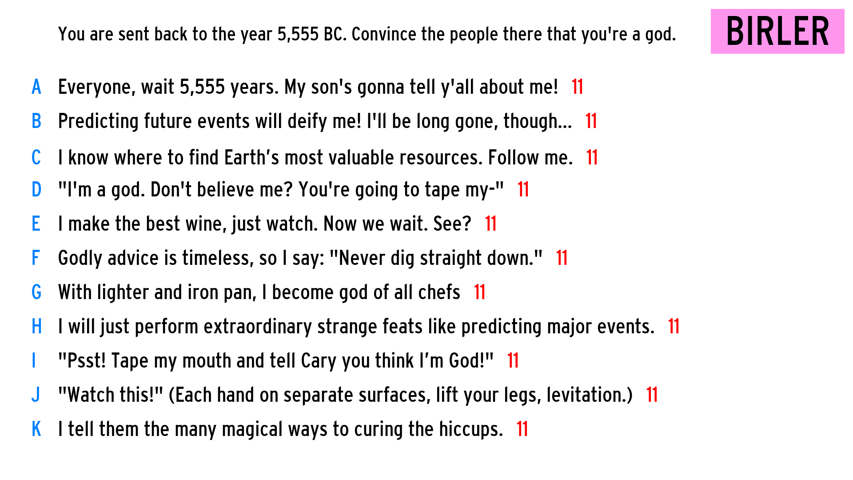 You are sent back to the year 5,555 BC. Convince the people there that you're a god.
BIRLER
A Everyone, wait 5,555 years. My son's gonna tell y'all about me! 11
B Predicting future events will deify me! I'll be long gone, though... 11
C I know where to find Earth’s most valuable resources. Follow me. 11
D "I'm a god. Don't believe me? You're going to tape my-" 11
E I make the best wine, just watch. Now we wait. See? 11
F Godly advice is timeless, so I say: "Never dig straight down." 11
G With lighter and iron pan, I become god of all chefs 11
H I will just perform extraordinary strange feats like predicting major events. 11
I "Psst! Tape my mouth and tell Cary you think I’m God!" 11
J "Watch this!" (Each hand on separate surfaces, lift your legs, levitation.) 11
K I tell them the many magical ways to curing the hiccups. 11